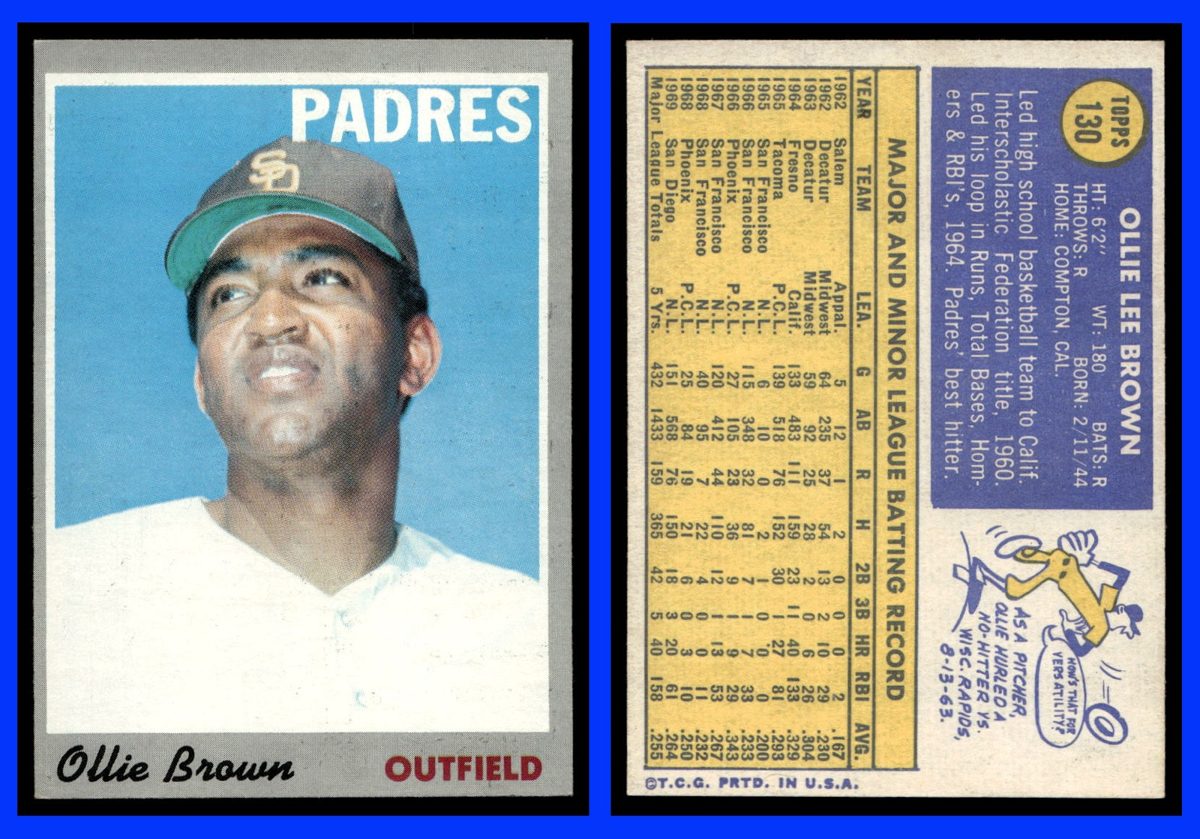 PADRES
SD
Ollie Brown
OUTFIELD
TOPPS
130
OLLIE LEE BROWN
HT: 6'2" WT: 180 BATS: R
THROWS: R BORN: 2/11/44
HOME: COMPTON, CAL.
Led high school basketball team to Calif.
Interscholastic Federation title, 1960.
Led his loop in Runs, Total Bases, Hom-
ers & RBI's, 1964. Padres' best hitter.
HOW'S THAT FOR
VERSATILITY?
AS A PITCHER,
OLLIE HURLED A
NO-HITTER VS.
WISC. RAPIDS,
8-13-63.
MAJOR AND MINOR LEAGUE BATTING RECORD
YEAR TEAM LEA. G AB R H 2B 3B HR RBI AVG.
1962 Salem Appal. 5 12 1 2 0 0 0 2 .167
1962 Decatur Midwest 64 235 37 54 13 2 10 29 .230
1963 Decatur Midwest 59 92 25 28 2 0 6 26 .304
1964 Fresno Calif. 133 483 111 159 23 11 40 133 .329
1965 Tacoma P.C.L. 139 518 76 152 30 1 27 81 .293
1965 San Francisco N.L. 6 10 0 2 1 0 0 0 .200
1966 San Francisco N.L. 115 348 32 81 7 1 7 33 .233
1966 Phoenix P.C.L. 27 105 23 36 9 1 9 29 .343
1967 San Francisco N.L. 120 412 44 110 12 1 13 53 .267
1968 San Francisco N.L. 40 95 7 22 4 1 0 11 .232
1968 Phoenix P.C.L. 25 84 19 21 6 0 3 10 .250
1969 San Diego N.L. 151 568 76 150 18 3 20 61 .264
Major League Totals 5 Yrs. 432 1433 159 365 42 5 40 158 .255
©T.C.G. PRTD. IN U.S.A.